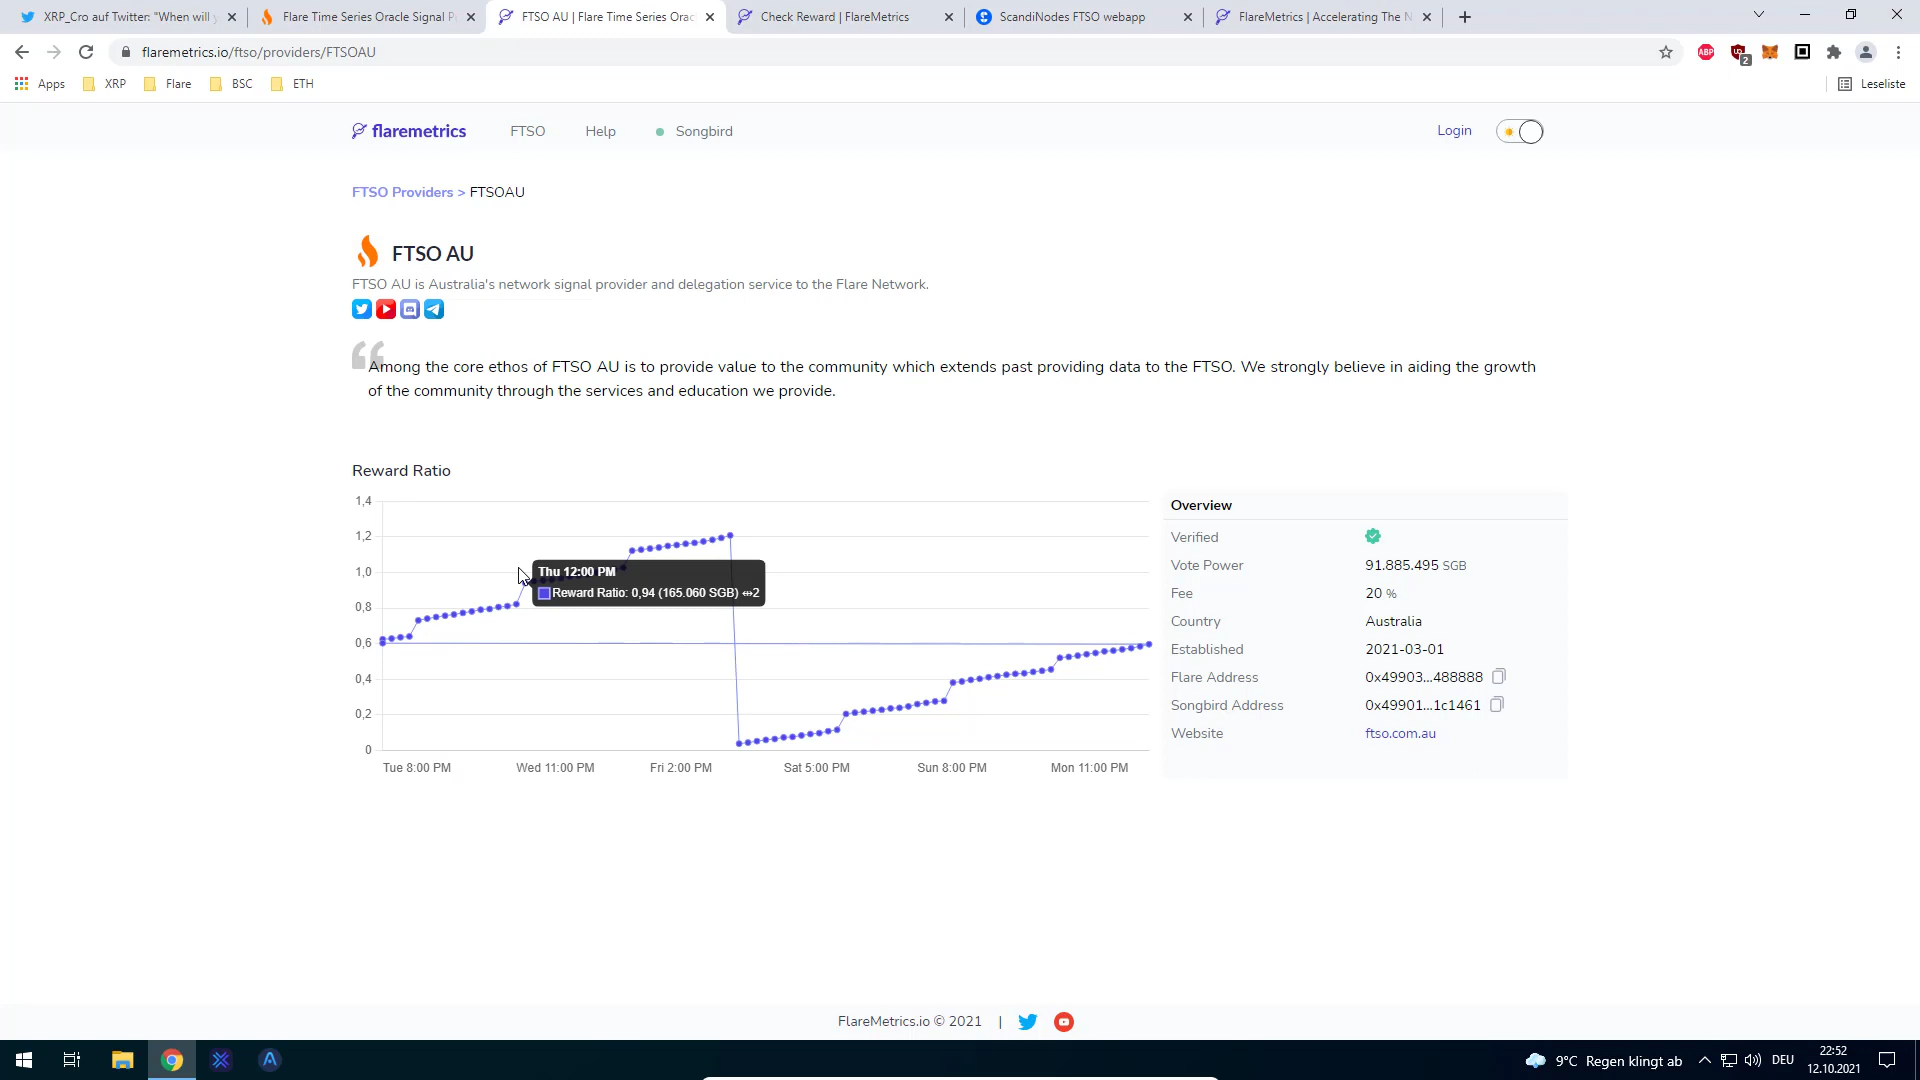 XRP_Cro auf Twitter: "When will
Flare Time Series Oracle Signal P
FTSO AU | Flare Time Series Orac
Check Reward | FlareMetrics
ScandiNodes FTSO webapp
FlareMetrics | Accelerating The N
flaremetrics.io/ftso/providers/FTSOAU
ABP
2
Apps
XRP
Flare
BSC
ETH
Leseliste
flaremetrics
FTSO
Help
Songbird
Login
FTSO Providers > FTSOAU
FTSO AU
FTSO AU is Australia's network signal provider and delegation service to the Flare Network.
Among the core ethos of FTSO AU is to provide value to the community which extends past providing data to the FTSO. We strongly believe in aiding the growth
of the community through the services and education we provide.
Reward Ratio
1,4
1,2
1,0
0,8
0,6
0,4
0,2
0
Thu 12:00 PM
Reward Ratio: 0,94 (165.060 SGB) ⇔2
Tue 8:00 PM
Wed 11:00 PM
Fri 2:00 PM
Sat 5:00 PM
Sun 8:00 PM
Mon 11:00 PM
Overview
Verified
Vote Power 91.885.495 SGB
Fee 20 %
Country Australia
Established 2021-03-01
Flare Address 0x49903...488888
Songbird Address 0x49901...1c1461
Website ftso.com.au
FlareMetrics.io © 2021 |
9°C Regen klingt ab
DEU
22:52
12.10.2021